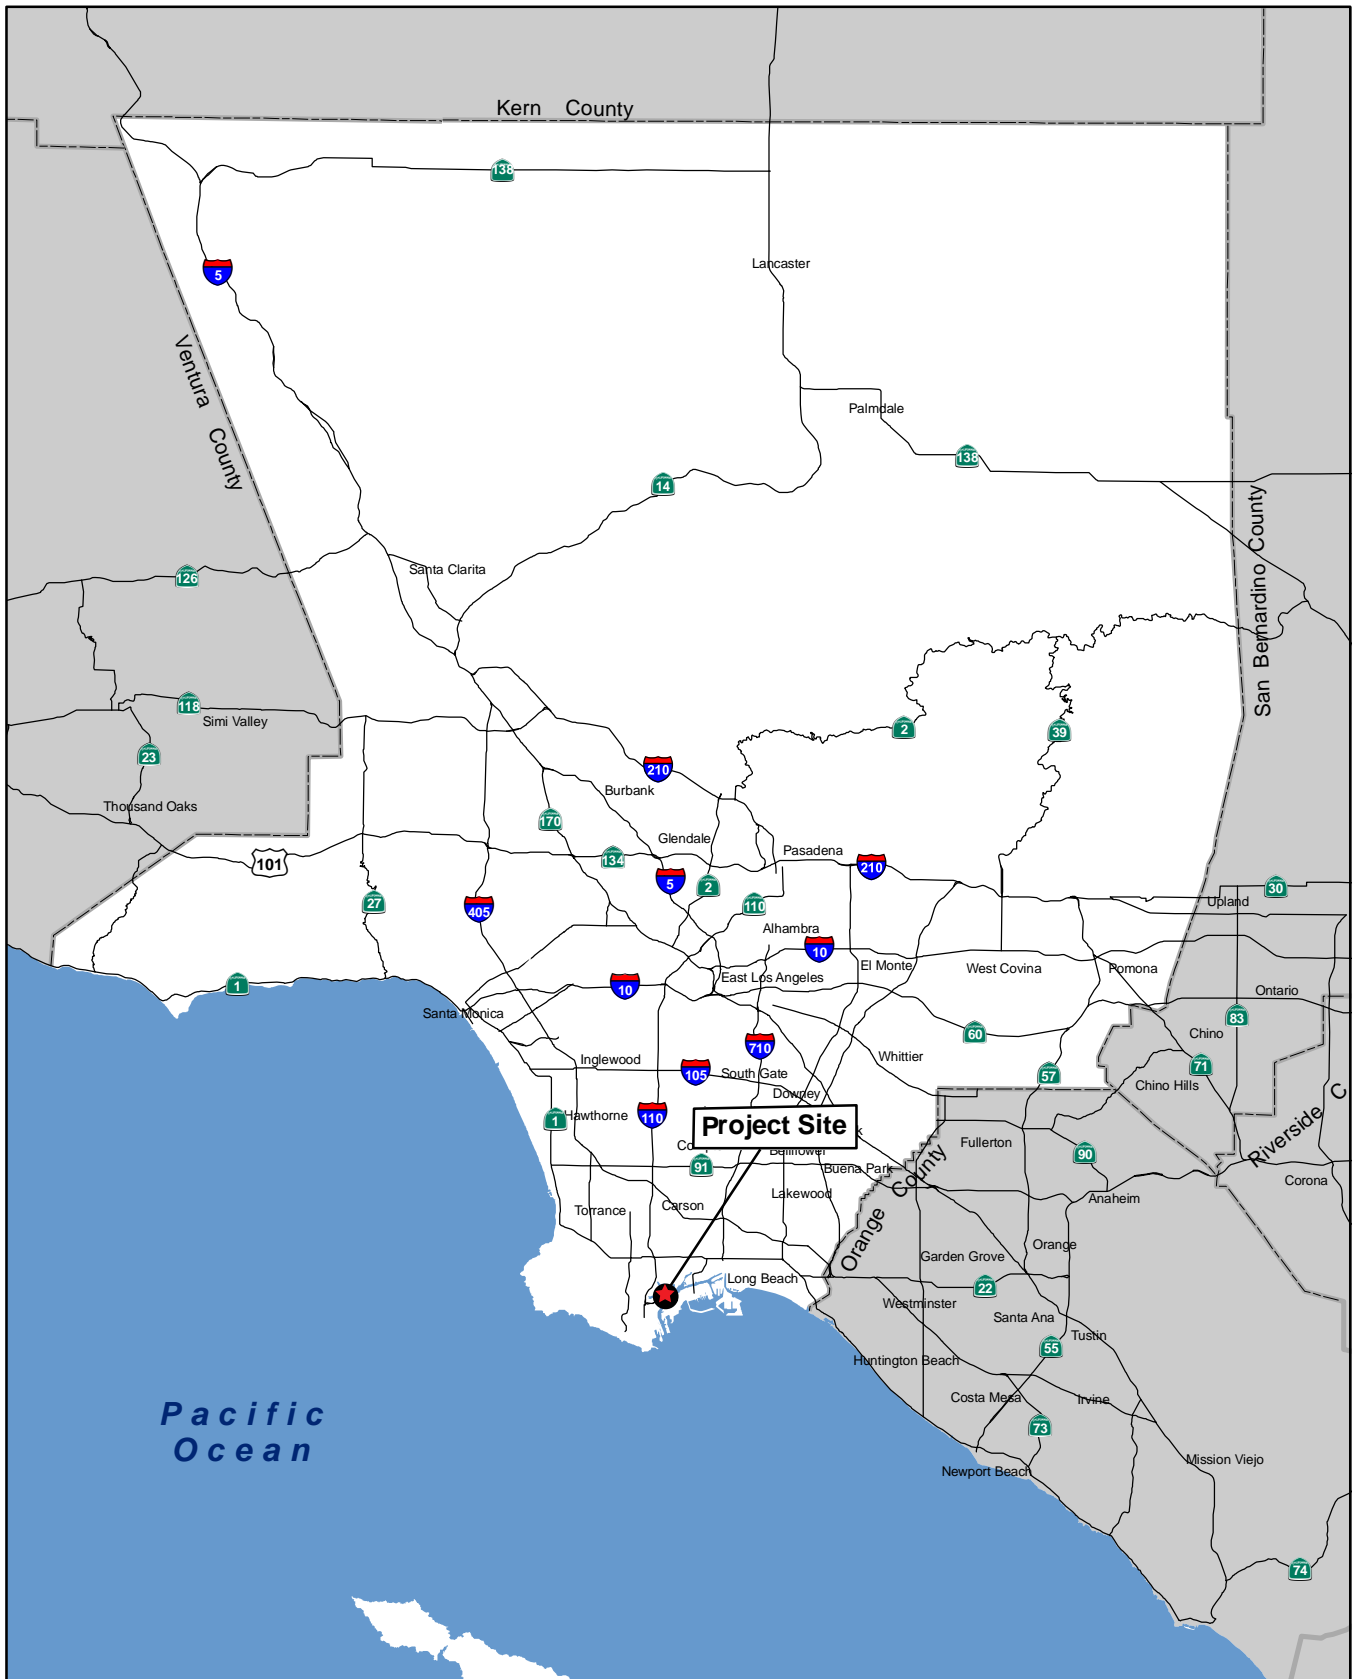 Kern County
138
5
Lancaster
Ventura County
Palmdale
138
14
San Bernardino County
Santa Clarita
126
118
Simi Valley
2
39
23
210
Burbank
Thousand Oaks
170
Glendale
Pasadena
101
134
210
5
2
30
27
110
Upland
405
Alhambra
10
El Monte
West Covina
Pomona
East Los Angeles
1
10
Ontario
Santa Monica
83
60
Chino
710
Whittier
Inglewood
71
105
South Gate
57
Chino Hills
Downey
Riverside C
1
Hawthorne
110
Project Site
Fullerton
90
Bellflower
91
Buena Park
Corona
Orange County
Lakewood
Anaheim
Torrance
Carson
Orange
Garden Grove
Long Beach
22
Westminster
Santa Ana
Tustin
55
Huntington Beach
Costa Mesa
Irvine
Pacific
Ocean
73
Mission Viejo
Newport Beach
74